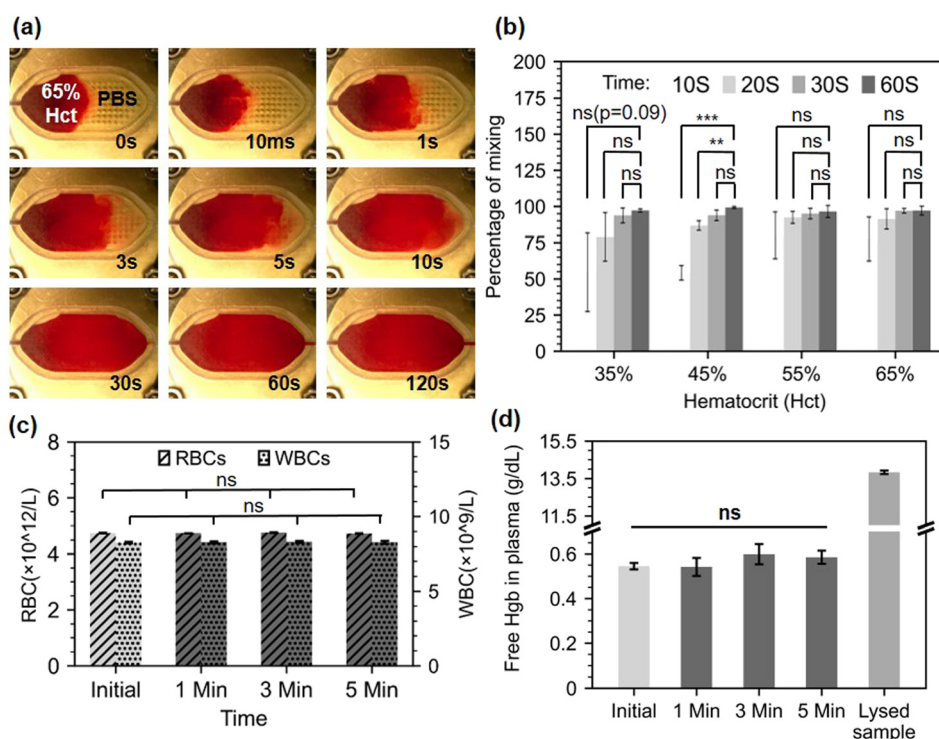 (a)
65%
Hct
PBS
0s
10ms
1s
3s
5s
10s
30s
60s
120s
(b)
Percentage of mixing
200
175
150
125
100
75
50
25
0
Time: 10S 20S 30S 60S
ns(p=0.09)
ns
ns
***
**
ns
ns
ns
ns
ns
ns
ns
35% 45% 55% 65%
Hematocrit (Hct)
(c)
RBC(×10^12/L)
8
6
4
2
0
RBCs WBCs
ns
ns
15
10
5
0
WBC(×10^9/L)
Initial 1 Min 3 Min 5 Min
Time
(d)
Free Hgb in plasma (g/dL)
15.5
13.5
11.5
0.6
0.4
0.2
0
ns
Initial 1 Min 3 Min 5 Min Lysed
sample